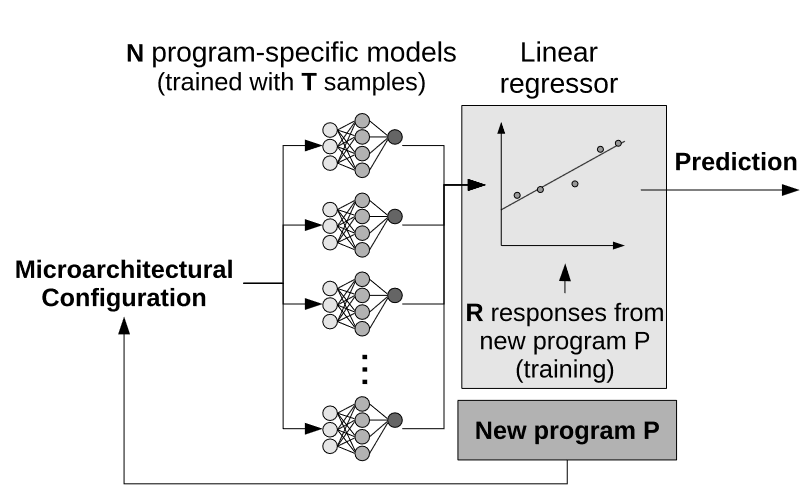 N program-specific models
(trained with T samples)
Linear
regressor
Prediction
Microarchitectural
Configuration
R responses from
new program P
(training)
New program P